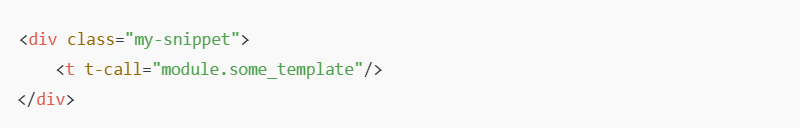 <div class="my-snippet">
    <t t-call="module.some_template"/>
</div>